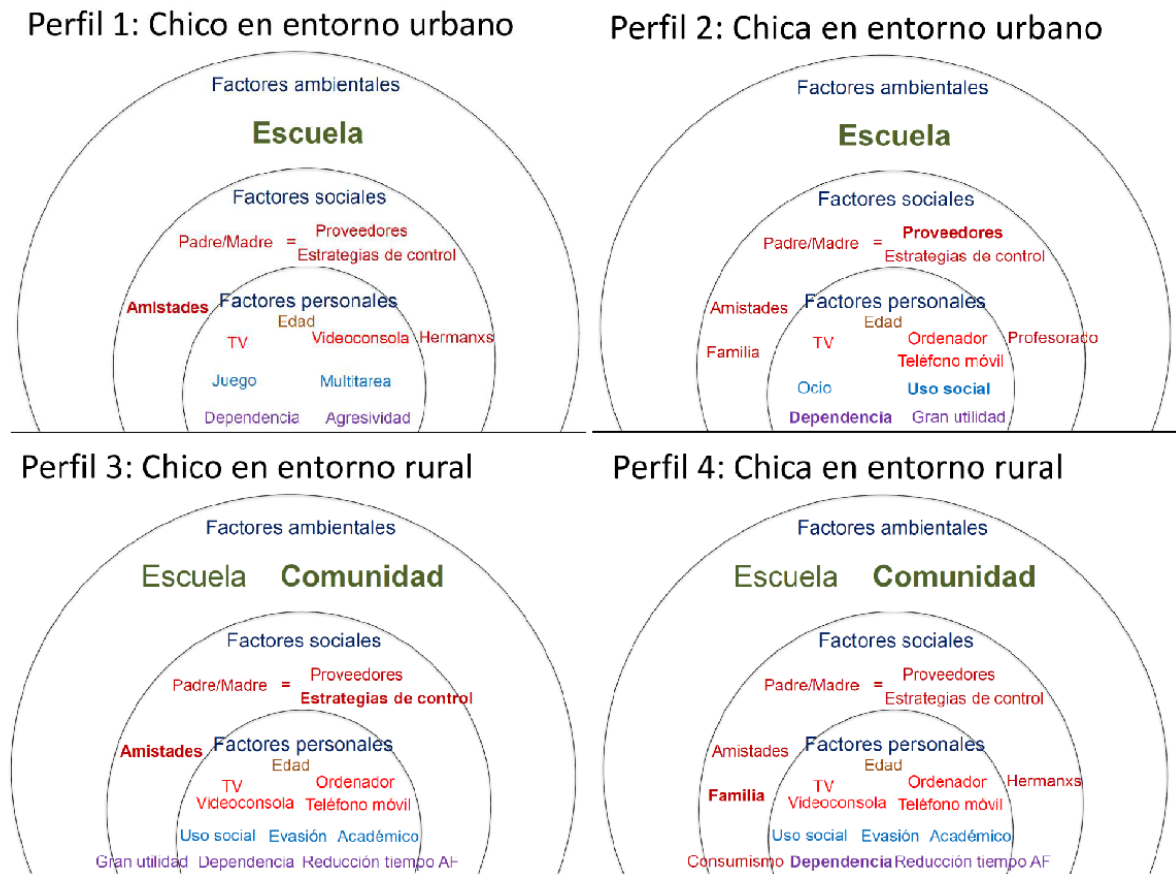 Perfil 1: Chico en entorno urbano
Factores ambientales
Escuela
Factores sociales
Padre/Madre = Proveedores
Estrategias de control
Amistades
Factores personales
Edad
TV Videoconsola Hermanxs
Juego Multitarea
Dependencia Agresividad
Perfil 2: Chica en entorno urbano
Factores ambientales
Escuela
Factores sociales
Padre/Madre = Proveedores
Estrategias de control
Amistades Factores personales
Edad
Familia TV Ordenador Profesorado
Teléfono móvil
Ocio Uso social
Dependencia Gran utilidad
Perfil 3: Chico en entorno rural
Factores ambientales
Escuela Comunidad
Factores sociales
Padre/Madre = Proveedores
Estrategias de control
Amistades Factores personales
Edad
TV Ordenador
Videoconsola Teléfono móvil
Uso social Evasión Académico
Gran utilidad Dependencia Reducción tiempo AF
Perfil 4: Chica en entorno rural
Factores ambientales
Escuela Comunidad
Factores sociales
Padre/Madre = Proveedores
Estrategias de control
Amistades Factores personales
Edad
TV Ordenador Hermanxs
Familia Videoconsola Teléfono móvil
Uso social Evasión Académico
Consumismo Dependencia Reducción tiempo AF